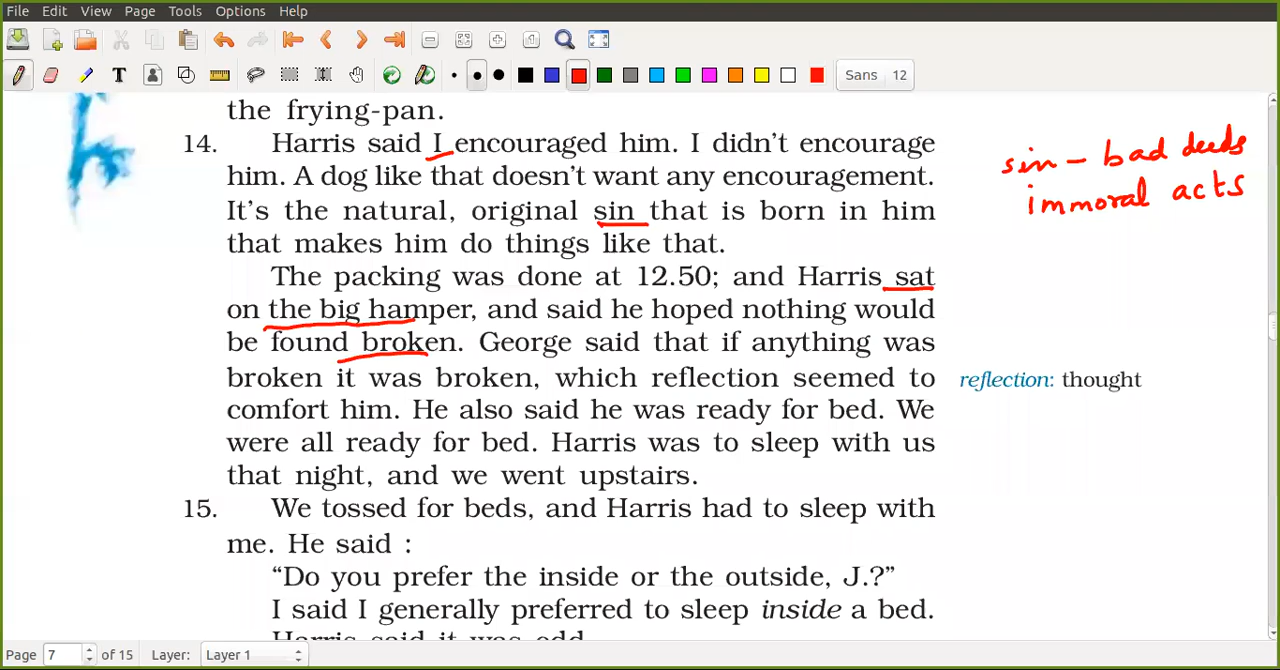 File Edit View Page Tools Options Help
T
Sans 12
the frying-pan.
14. Harris said I encouraged him. I didn't encourage
him. A dog like that doesn't want any encouragement.
It's the natural, original sin that is born in him
that makes him do things like that.
sin – bad deeds
immoral acts
The packing was done at 12.50; and Harris sat
on the big hamper, and said he hoped nothing would
be found broken. George said that if anything was
broken it was broken, which reflection seemed to
reflection: thought
comfort him. He also said he was ready for bed. We
were all ready for bed. Harris was to sleep with us
that night, and we went upstairs.
15. We tossed for beds, and Harris had to sleep with
me. He said :
“Do you prefer the inside or the outside, J.?”
I said I generally preferred to sleep inside a bed.
Harris said it was odd
Page 7 of 15 Layer: Layer 1